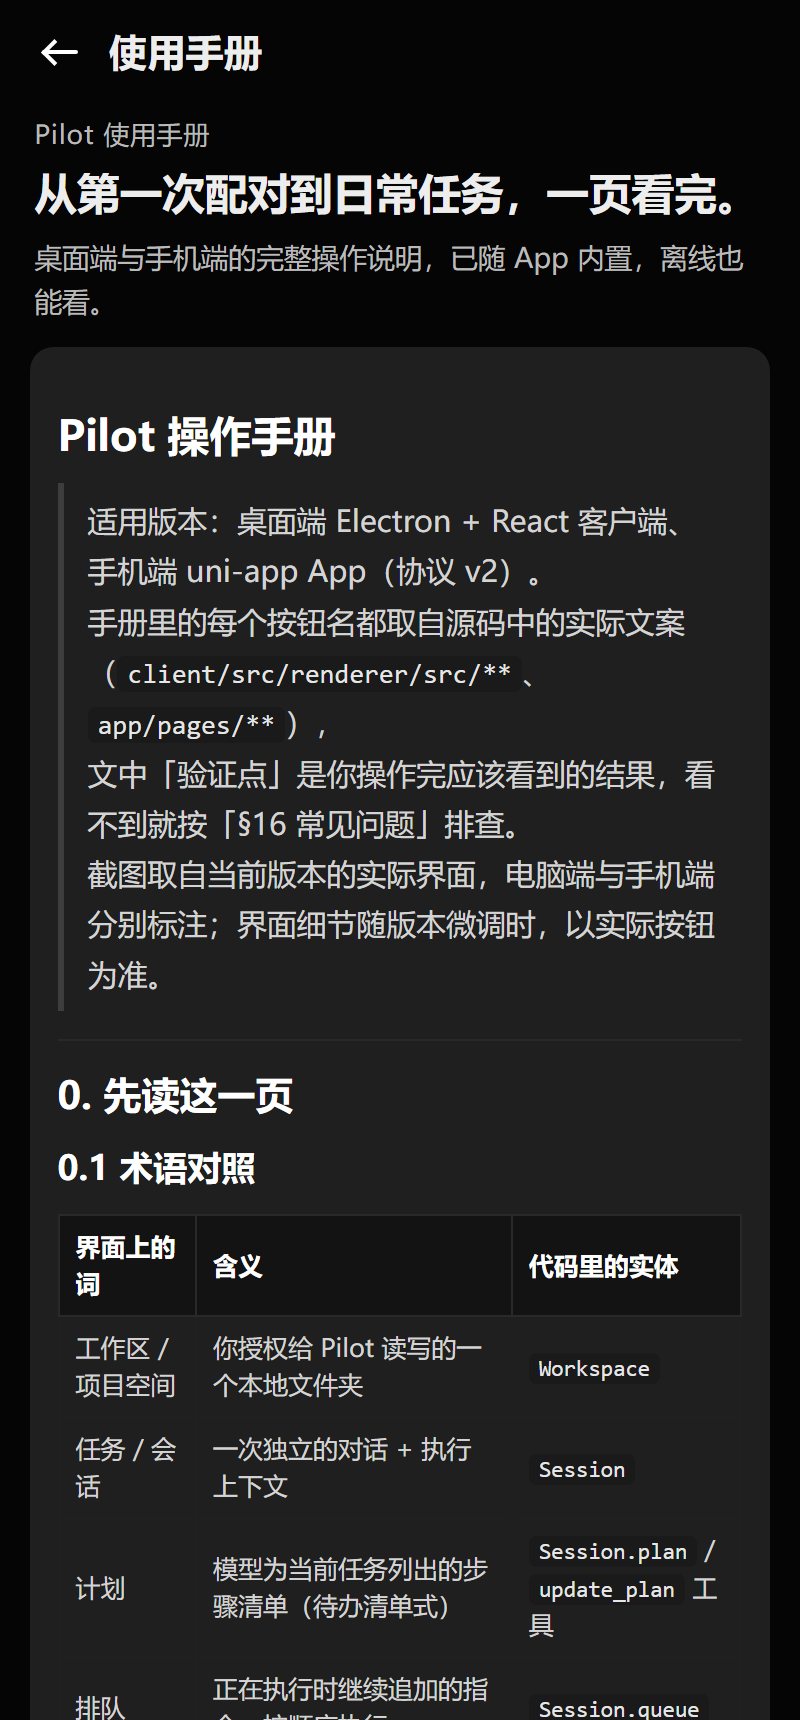 使用手册
Pilot 使用手册
从第一次配对到日常任务，一页看完。
桌面端与手机端的完整操作说明，已随 App 内置，离线也
能看。
Pilot 操作手册
适用版本：桌面端 Electron + React 客户端、
手机端 uni-app App（协议 v2）。
手册里的每个按钮名都取自源码中的实际文案
（client/src/renderer/src/**、
app/pages/**），
文中「验证点」是你操作完应该看到的结果，看
不到就按「§16 常见问题」排查。
截图取自当前版本的实际界面，电脑端与手机端
分别标注；界面细节随版本微调时，以实际按钮
为准。
0. 先读这一页
0.1 术语对照
界面上的
词
含义
代码里的实体
工作区 /
项目空间
你授权给 Pilot 读写的一
个本地文件夹
Workspace
任务 / 会
话
一次独立的对话 + 执行
上下文
Session
计划
模型为当前任务列出的步
骤清单（待办清单式）
Session.plan /
update_plan 工
具
排队
正在执行时继续追加的指
Session.queue